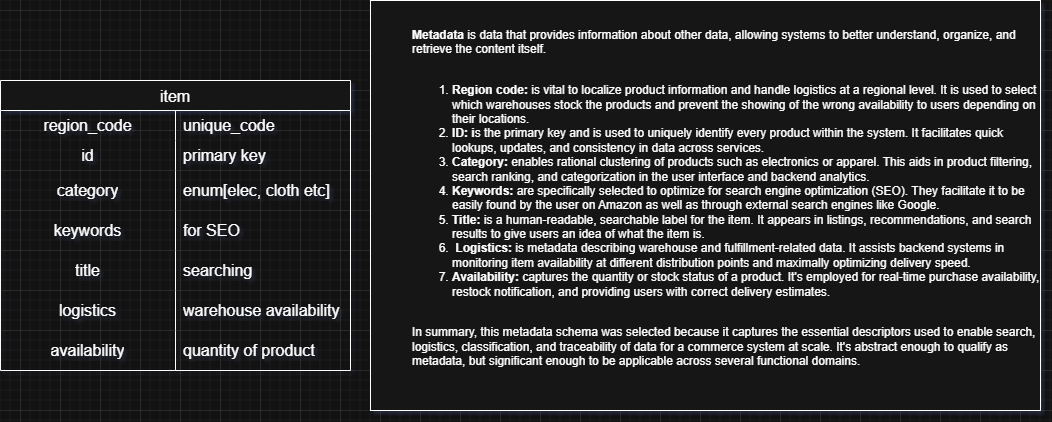 item
region_code unique_code
id primary key
category enum[elec, cloth etc]
keywords for SEO
title searching
logistics warehouse availability
availability quantity of product
Metadata is data that provides information about other data, allowing systems to better understand, organize, and
retrieve the content itself.
1. Region code: is vital to localize product information and handle logistics at a regional level. It is used to select
which warehouses stock the products and prevent the showing of the wrong availability to users depending on
their locations.
2. ID: is the primary key and is used to uniquely identify every product within the system. It facilitates quick
lookups, updates, and consistency in data across services.
3. Category: enables rational clustering of products such as electronics or apparel. This aids in product filtering,
search ranking, and categorization in the user interface and backend analytics.
4. Keywords: are specifically selected to optimize for search engine optimization (SEO). They facilitate it to be
easily found by the user on Amazon as well as through external search engines like Google.
5. Title: is a human-readable, searchable label for the item. It appears in listings, recommendations, and search
results to give users an idea of what the item is.
6. Logistics: is metadata describing warehouse and fulfillment-related data. It assists backend systems in
monitoring item availability at different distribution points and maximally optimizing delivery speed.
7. Availability: captures the quantity or stock status of a product. It's employed for real-time purchase availability,
restock notification, and providing users with correct delivery estimates.
In summary, this metadata schema was selected because it captures the essential descriptors used to enable search,
logistics, classification, and traceability of data for a commerce system at scale. It's abstract enough to qualify as
metadata, but significant enough to be applicable across several functional domains.